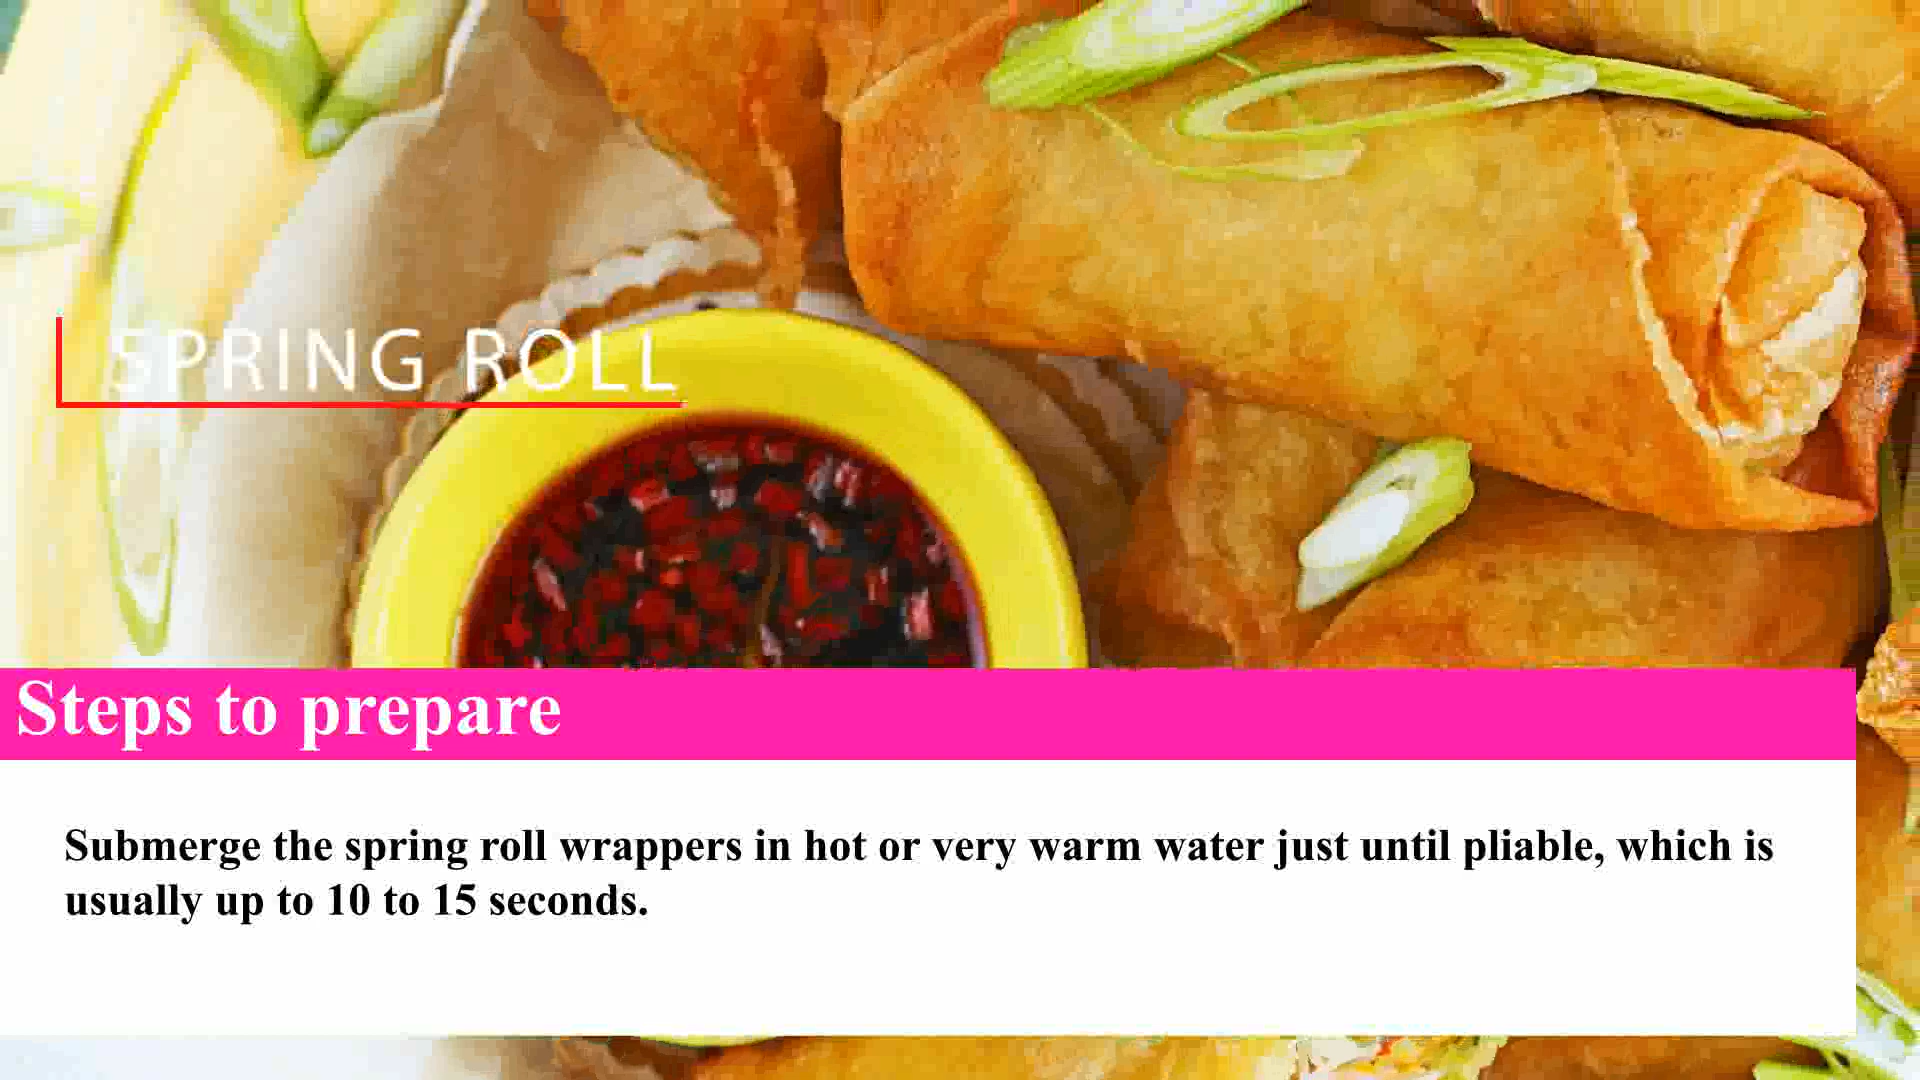 SPRING ROLL
Steps to prepare
Submerge the spring roll wrappers in hot or very warm water just until pliable, which is
usually up to 10 to 15 seconds.